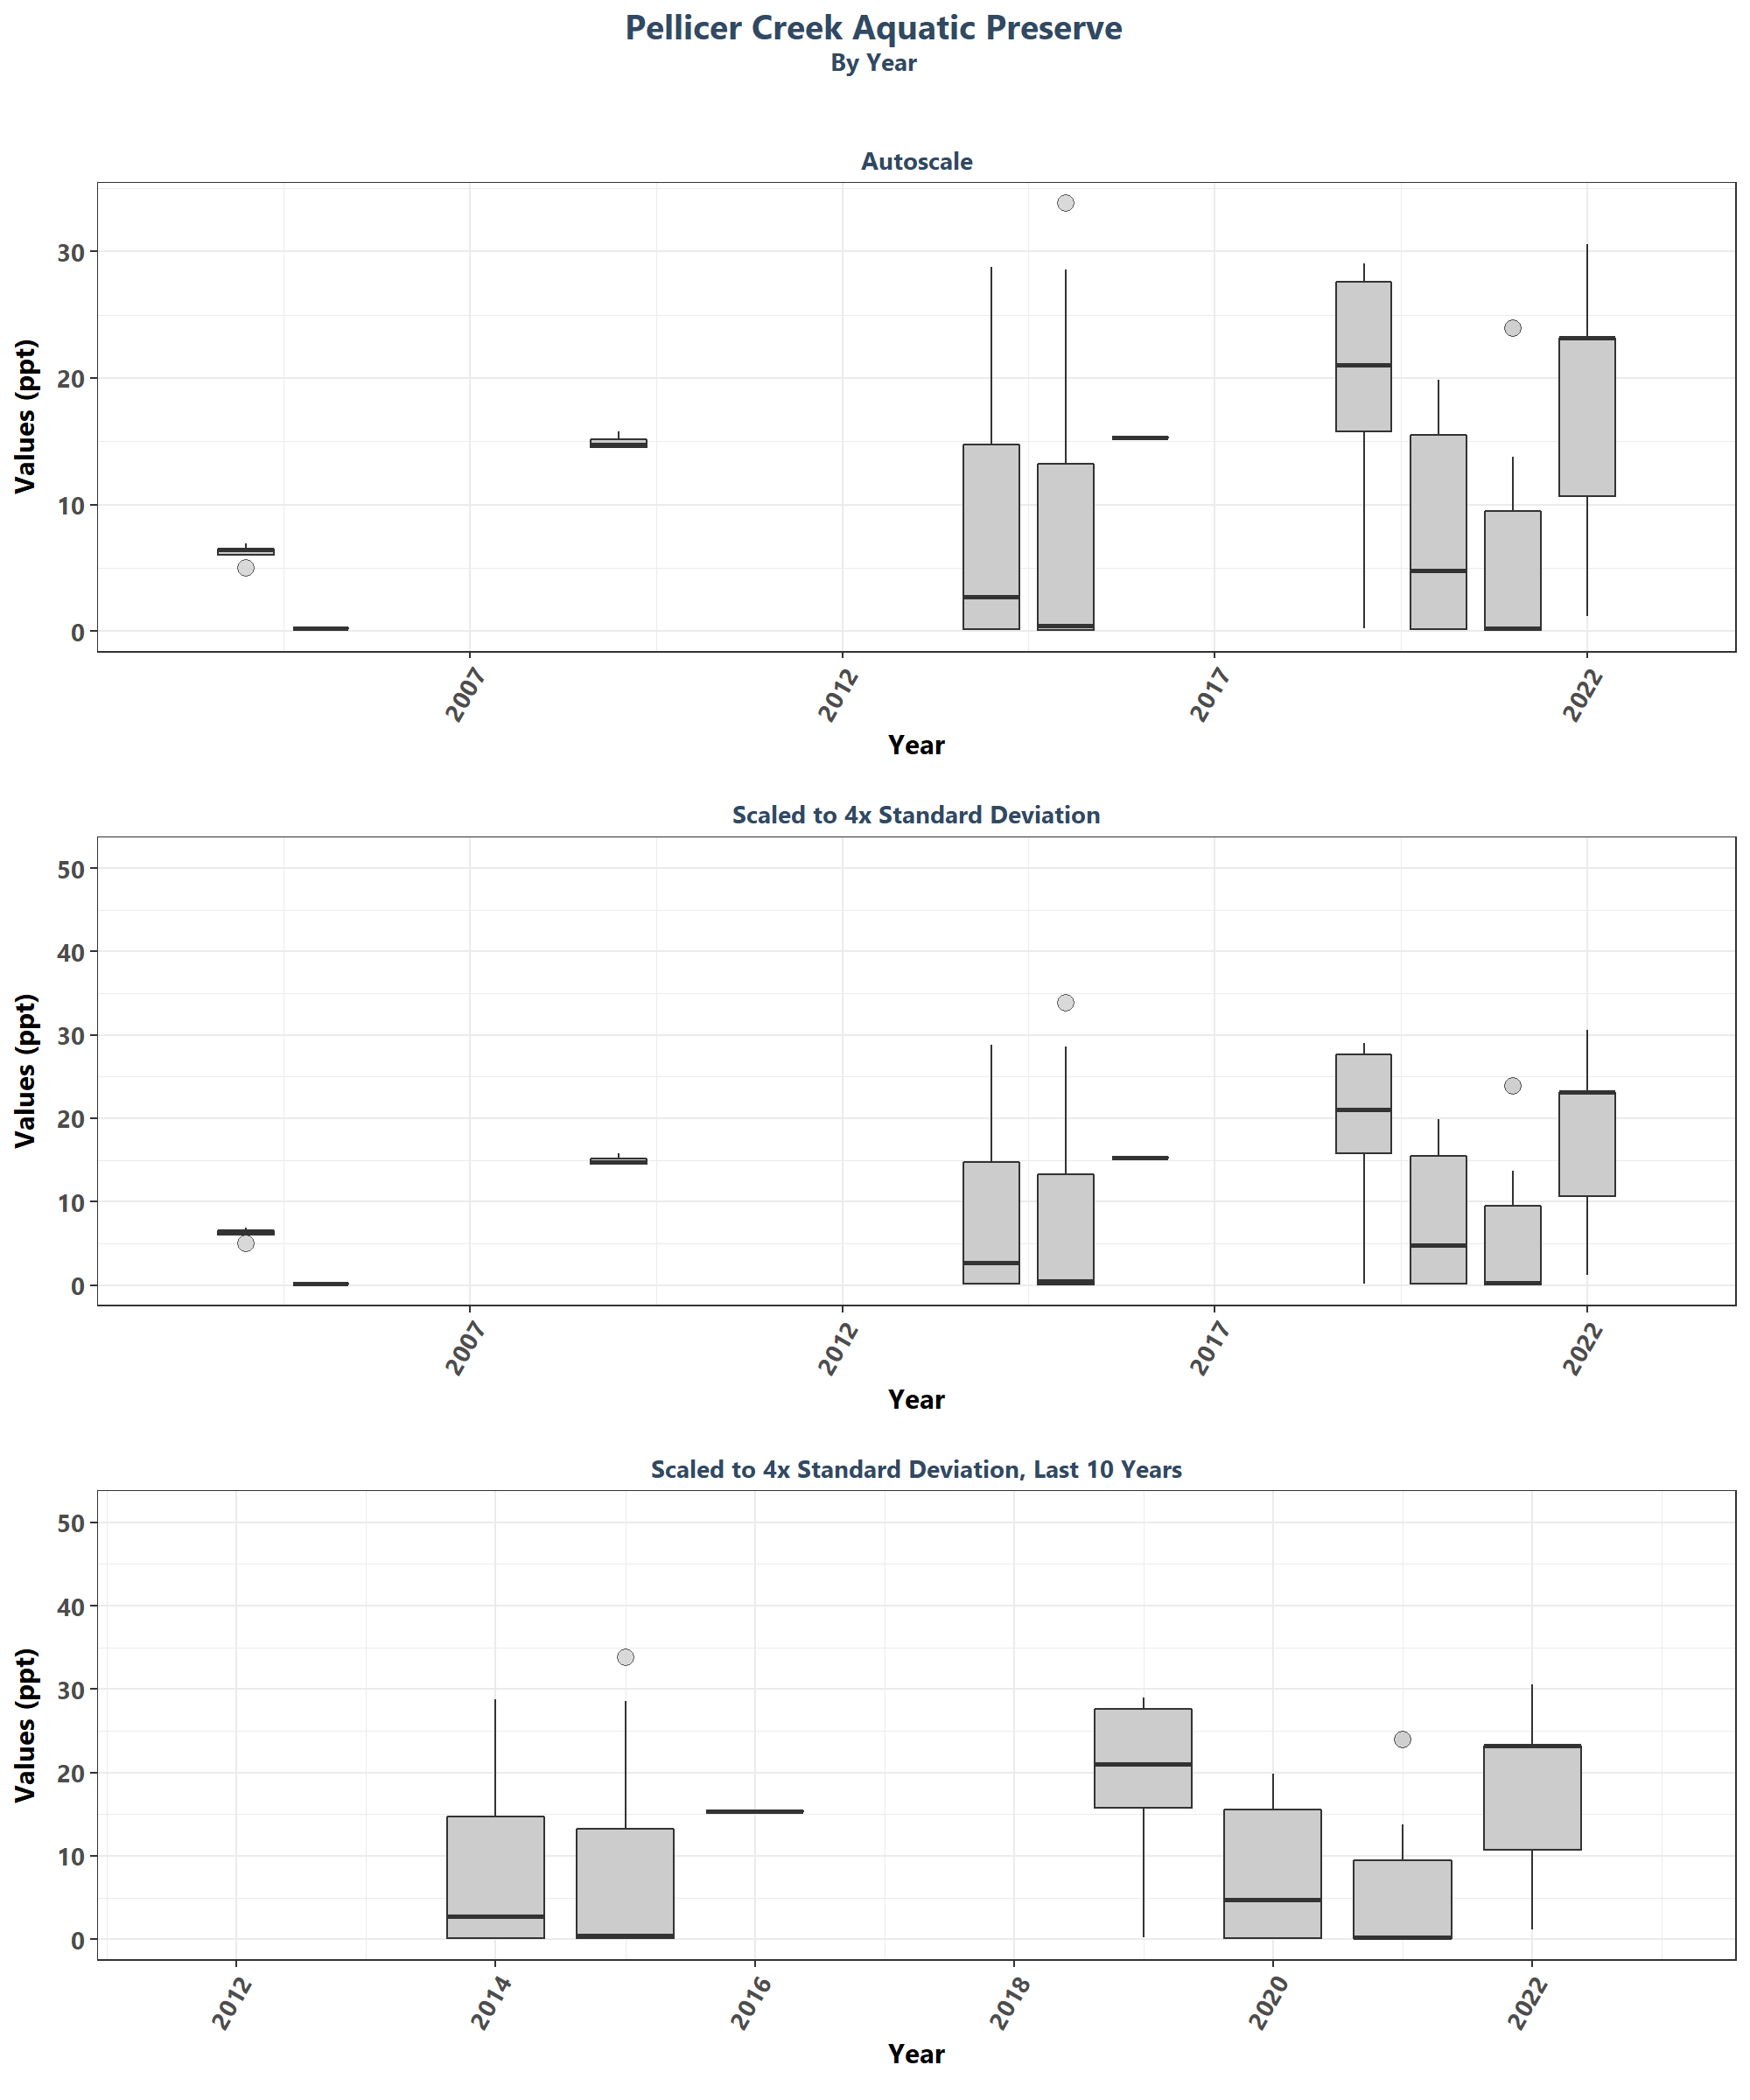 Pellicer Creek Aquatic Preserve
By Year
Autoscale
Values (ppt)
30
20
10
0
2007 2012 2017 2022
Year
Scaled to 4x Standard Deviation
Values (ppt)
50
40
30
20
10
0
2007 2012 2017 2022
Year
Scaled to 4x Standard Deviation, Last 10 Years
Values (ppt)
50
40
30
20
10
0
2012 2014 2016 2018 2020 2022
Year